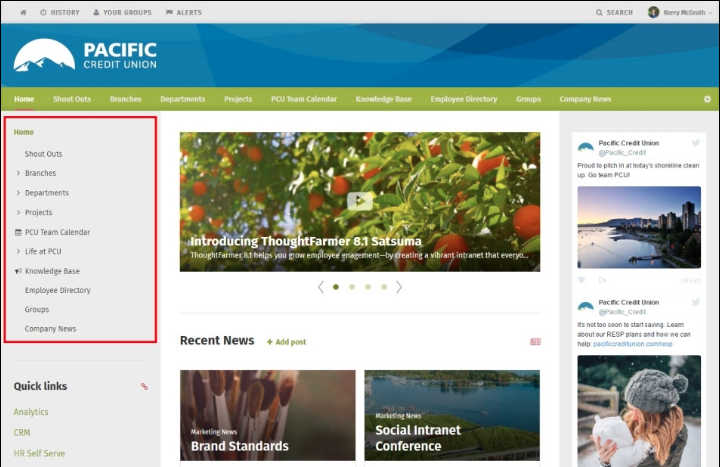 HISTORY YOUR GROUPS ALERTS SEARCH Kerry McGrath
PACIFIC
CREDIT UNION
Home Shout Outs Branches Departments Projects PCU Team Calendar Knowledge Base Employee Directory Groups Company News
Home
Shout Outs
Branches
Departments
Projects
PCU Team Calendar
Life at PCU
Knowledge Base
Employee Directory
Groups
Company News
Quick links
Analytics
CRM
HR Self Serve
Introducing ThoughtFarmer 8.1 Satsuma
ThoughtFarmer 8.1 helps you grow employee enagement—by creating a vibrant intranet that everyo...
Recent News + Add post
Marketing News
Brand Standards
Marketing News
Social Intranet
Conference
Pacific Credit Union
@Pacific_Credit
Proud to pitch in at today's shoreline clean
up. Go team PCU!
Pacific Credit Union
@Pacific_Credit
It's not too soon to start saving. Learn
about our RESP plans and how we can
help: pacificcreditunion.com/resp